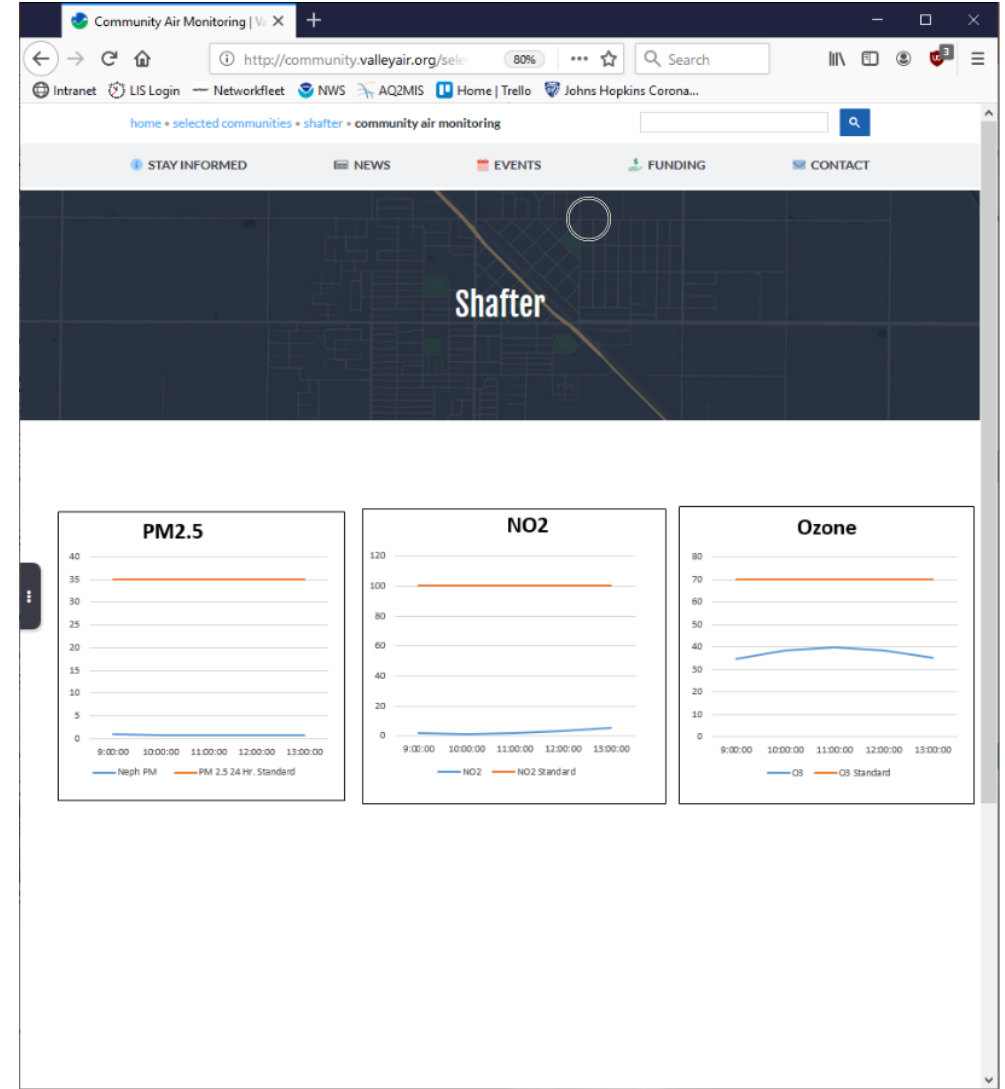 Community Air Monitoring | Va
http://community.valleyair.org/sele 80% Search 3
Intranet LIS Login Networkfleet NWS AQ2MIS Home | Trello Johns Hopkins Corona...
home • selected communities • shafter • community air monitoring
STAY INFORMED NEWS EVENTS FUNDING CONTACT
Shafter
PM2.5
40
35
30
25
20
15
10
5
0
9:00:00 10:00:00 11:00:00 12:00:00 13:00:00
Neph PM PM 2.5 24 Hr. Standard
NO2
120
100
80
60
40
20
0
9:00:00 10:00:00 11:00:00 12:00:00 13:00:00
NO2 NO2 Standard
Ozone
80
70
60
50
40
30
20
10
0
9:00:00 10:00:00 11:00:00 12:00:00 13:00:00
O3 O3 Standard